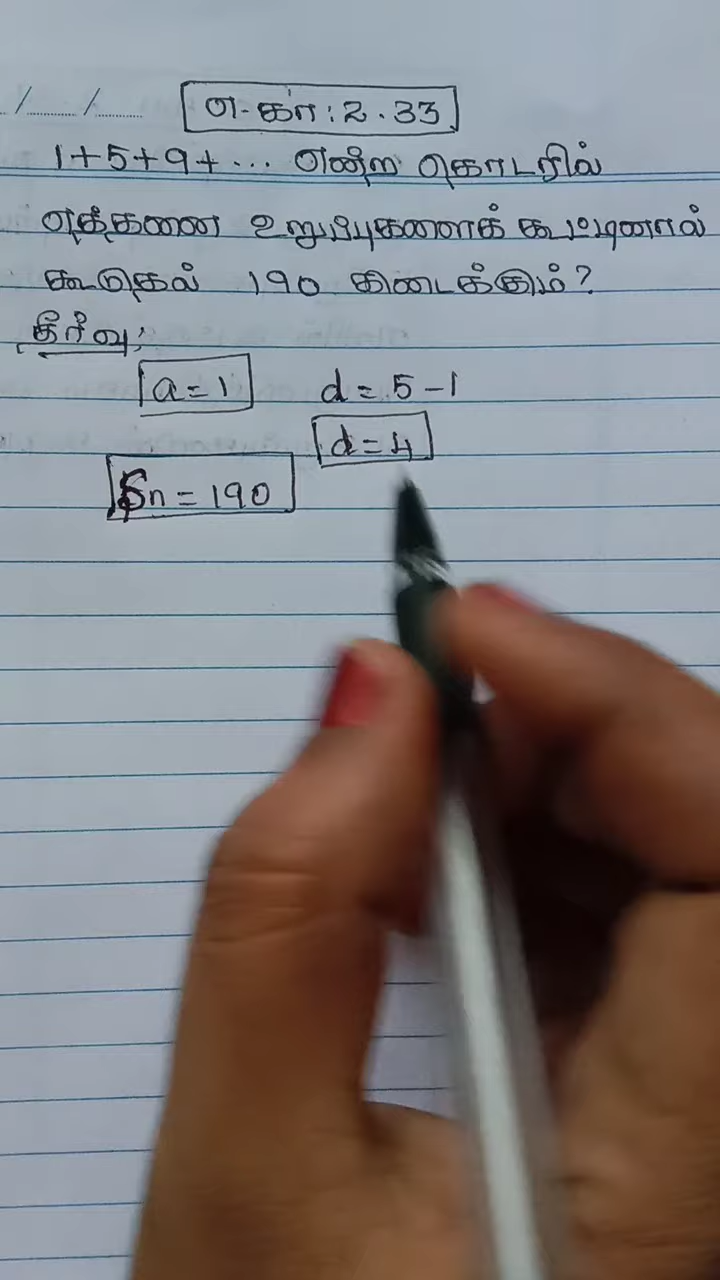 எ-கா : 2.33
1+5+9+... என்ற தொடரில்
எத்தனை உறுப்புகளைக் கூட்டினால்
கூடுதல் 190 கிடைக்கும்?
தீர்வு:
a = 1 d = 5 - 1
d = 4
Sn = 190